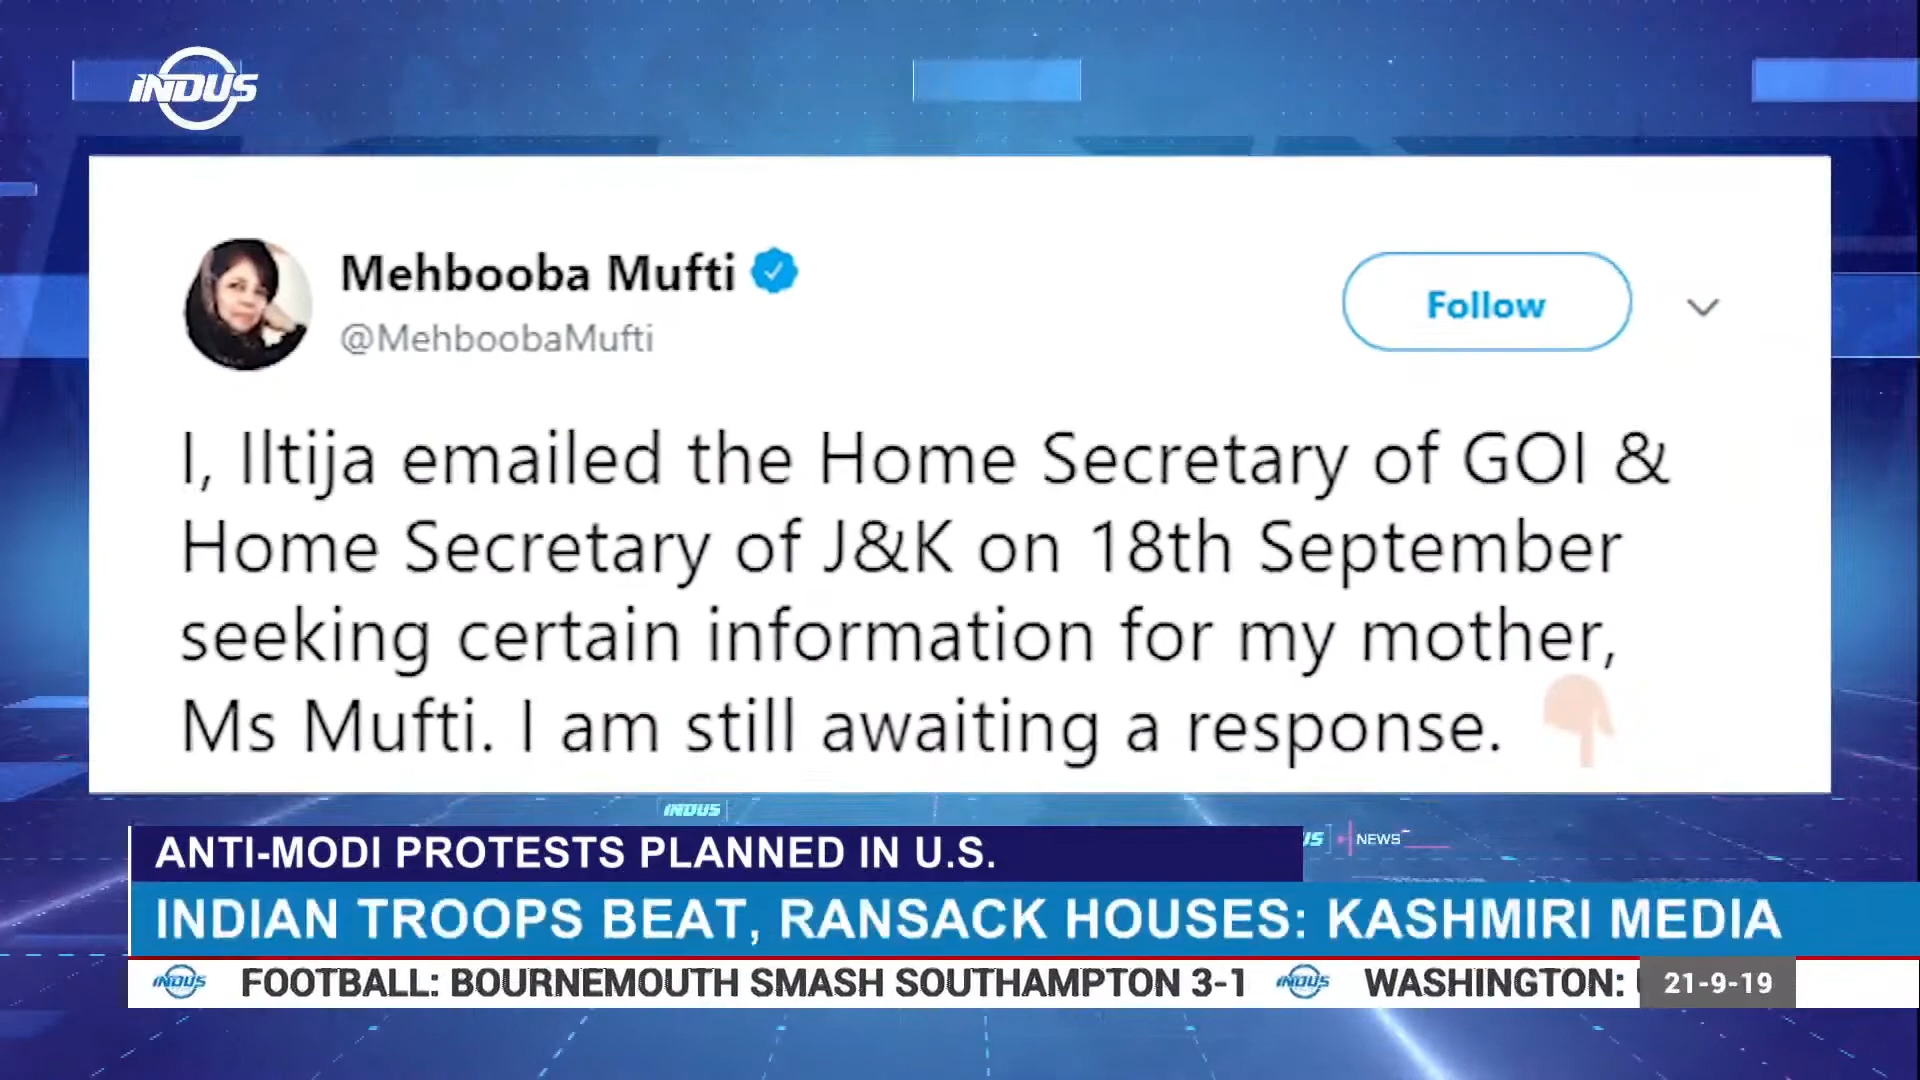 INDUS
Mehbooba Mufti
@MehboobaMufti
Follow
I, Iltija emailed the Home Secretary of GOI &
Home Secretary of J&K on 18th September
seeking certain information for my mother,
Ms Mufti. I am still awaiting a response.
INDUS
NEWS
ANTI-MODI PROTESTS PLANNED IN U.S.
INDIAN TROOPS BEAT, RANSACK HOUSES: KASHMIRI MEDIA
INDUS FOOTBALL: BOURNEMOUTH SMASH SOUTHAMPTON 3-1 INDUS WASHINGTON: 21-9-19